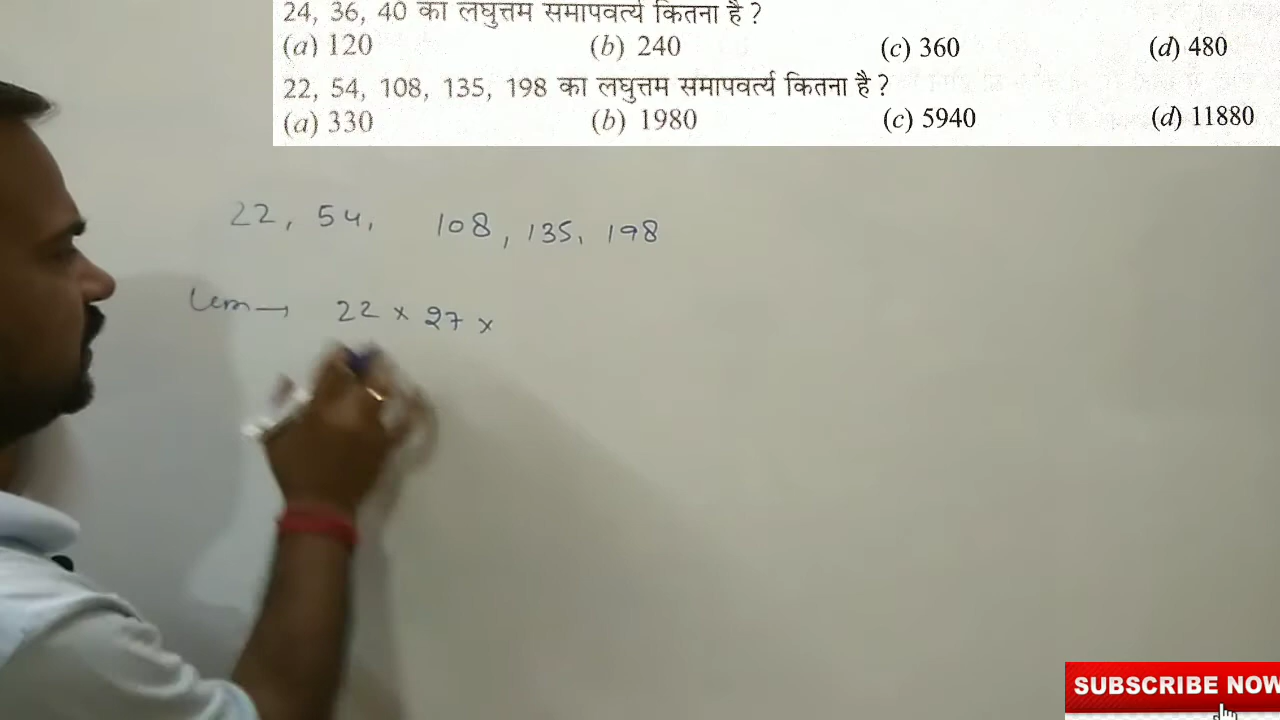 24, 36, 40 का लघुत्तम समापवर्त्य कितना है ?
(a) 120 (b) 240 (c) 360 (d) 480
22, 54, 108, 135, 198 का लघुत्तम समापवर्त्य कितना है ?
(a) 330 (b) 1980 (c) 5940 (d) 11880
22, 54, 108, 135, 198
Lcm → 22 × 27 ×
SUBSCRIBE NOW